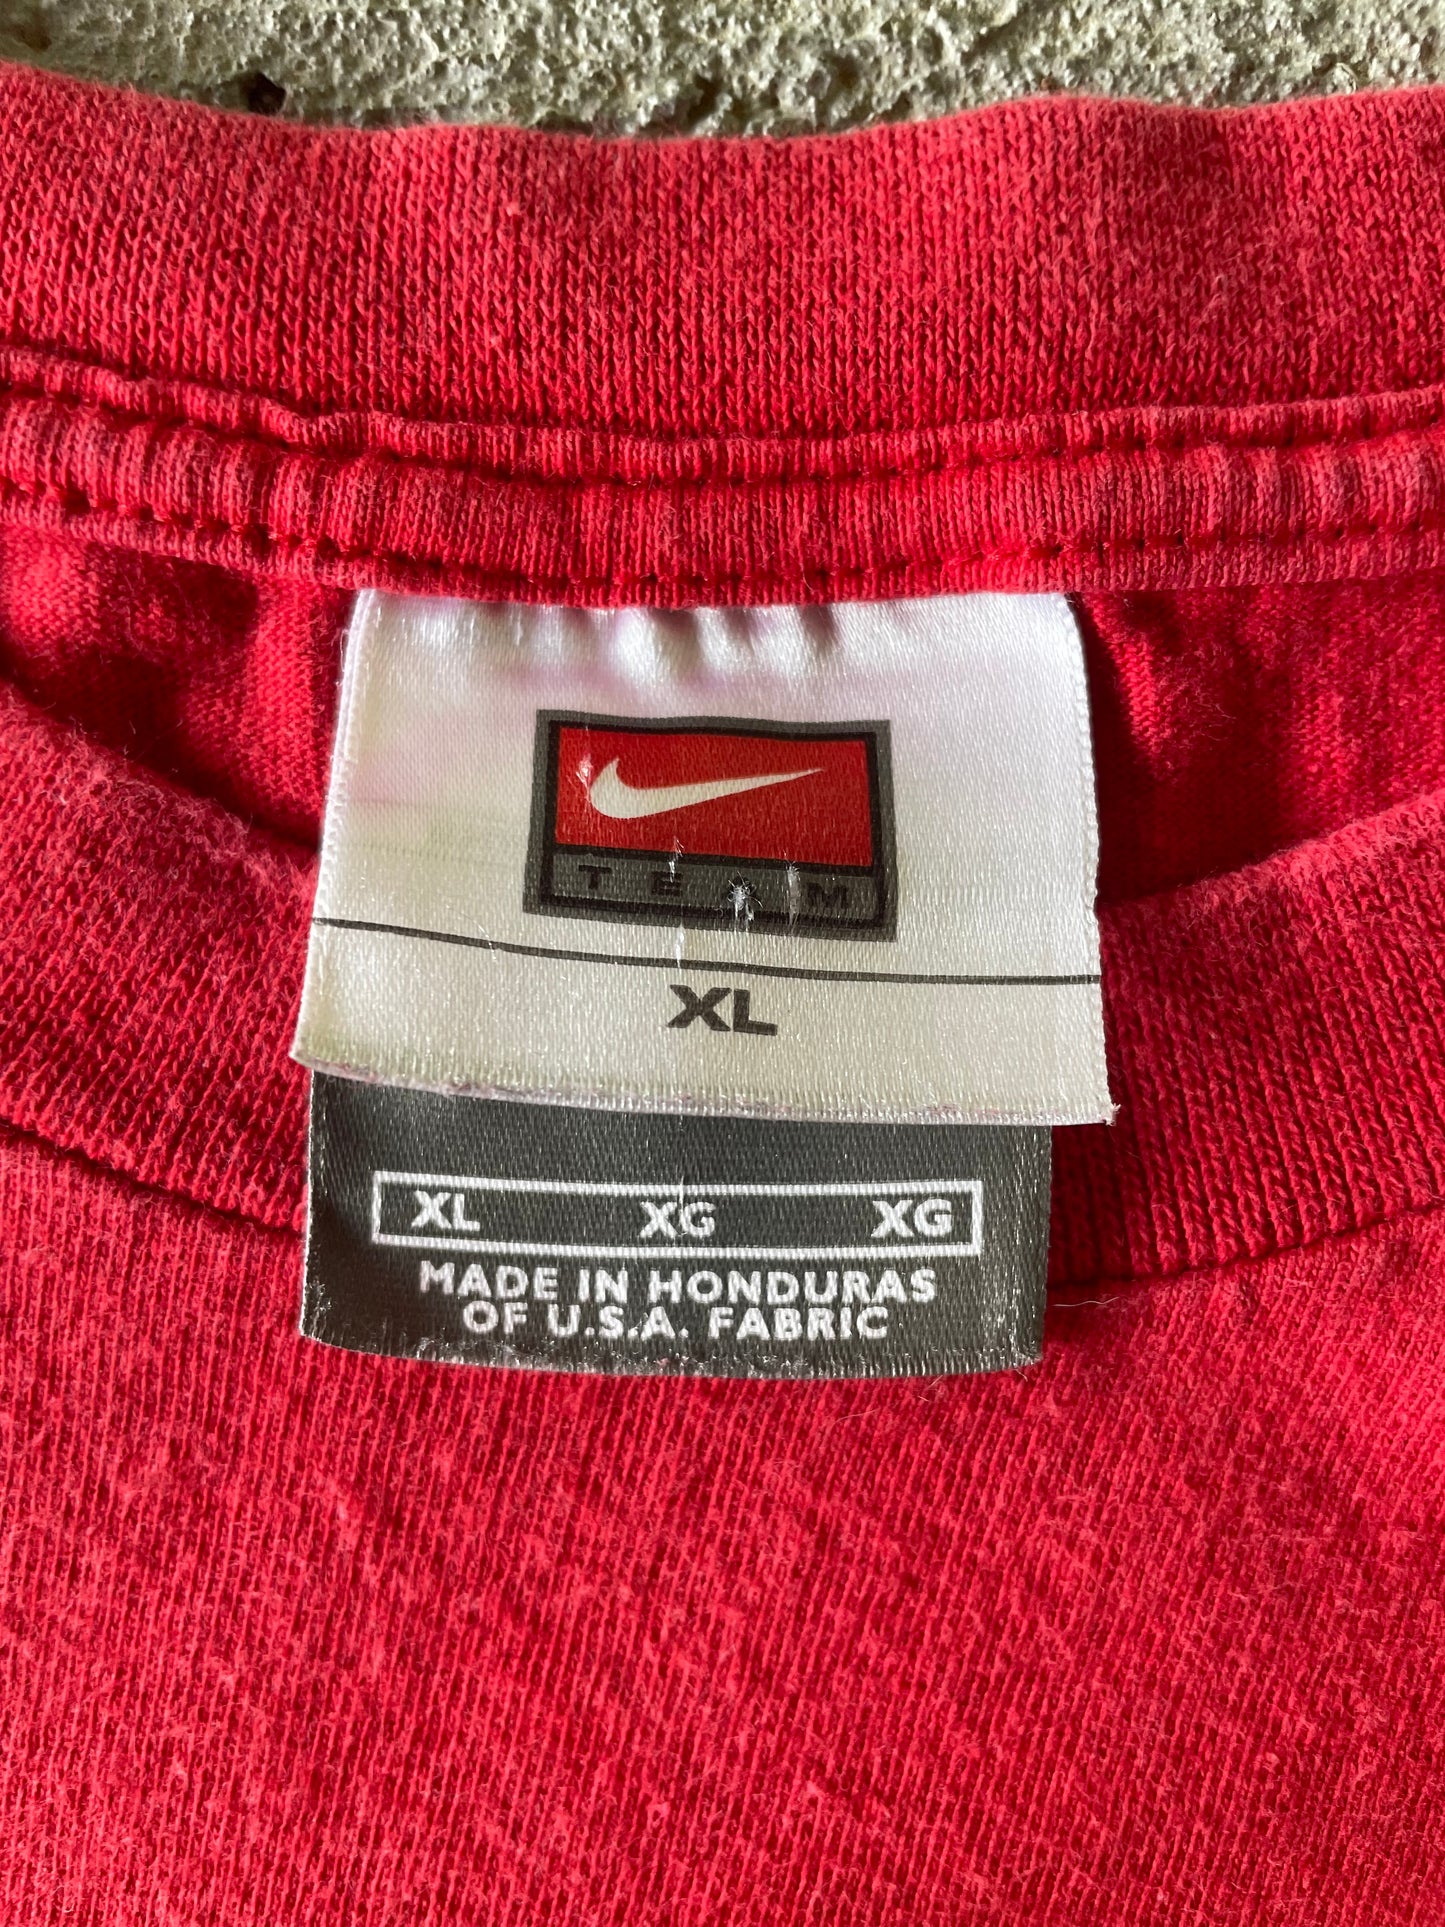 TEAM
XL
XL XG XG
MADE IN HONDURAS
OF U.S.A. FABRIC